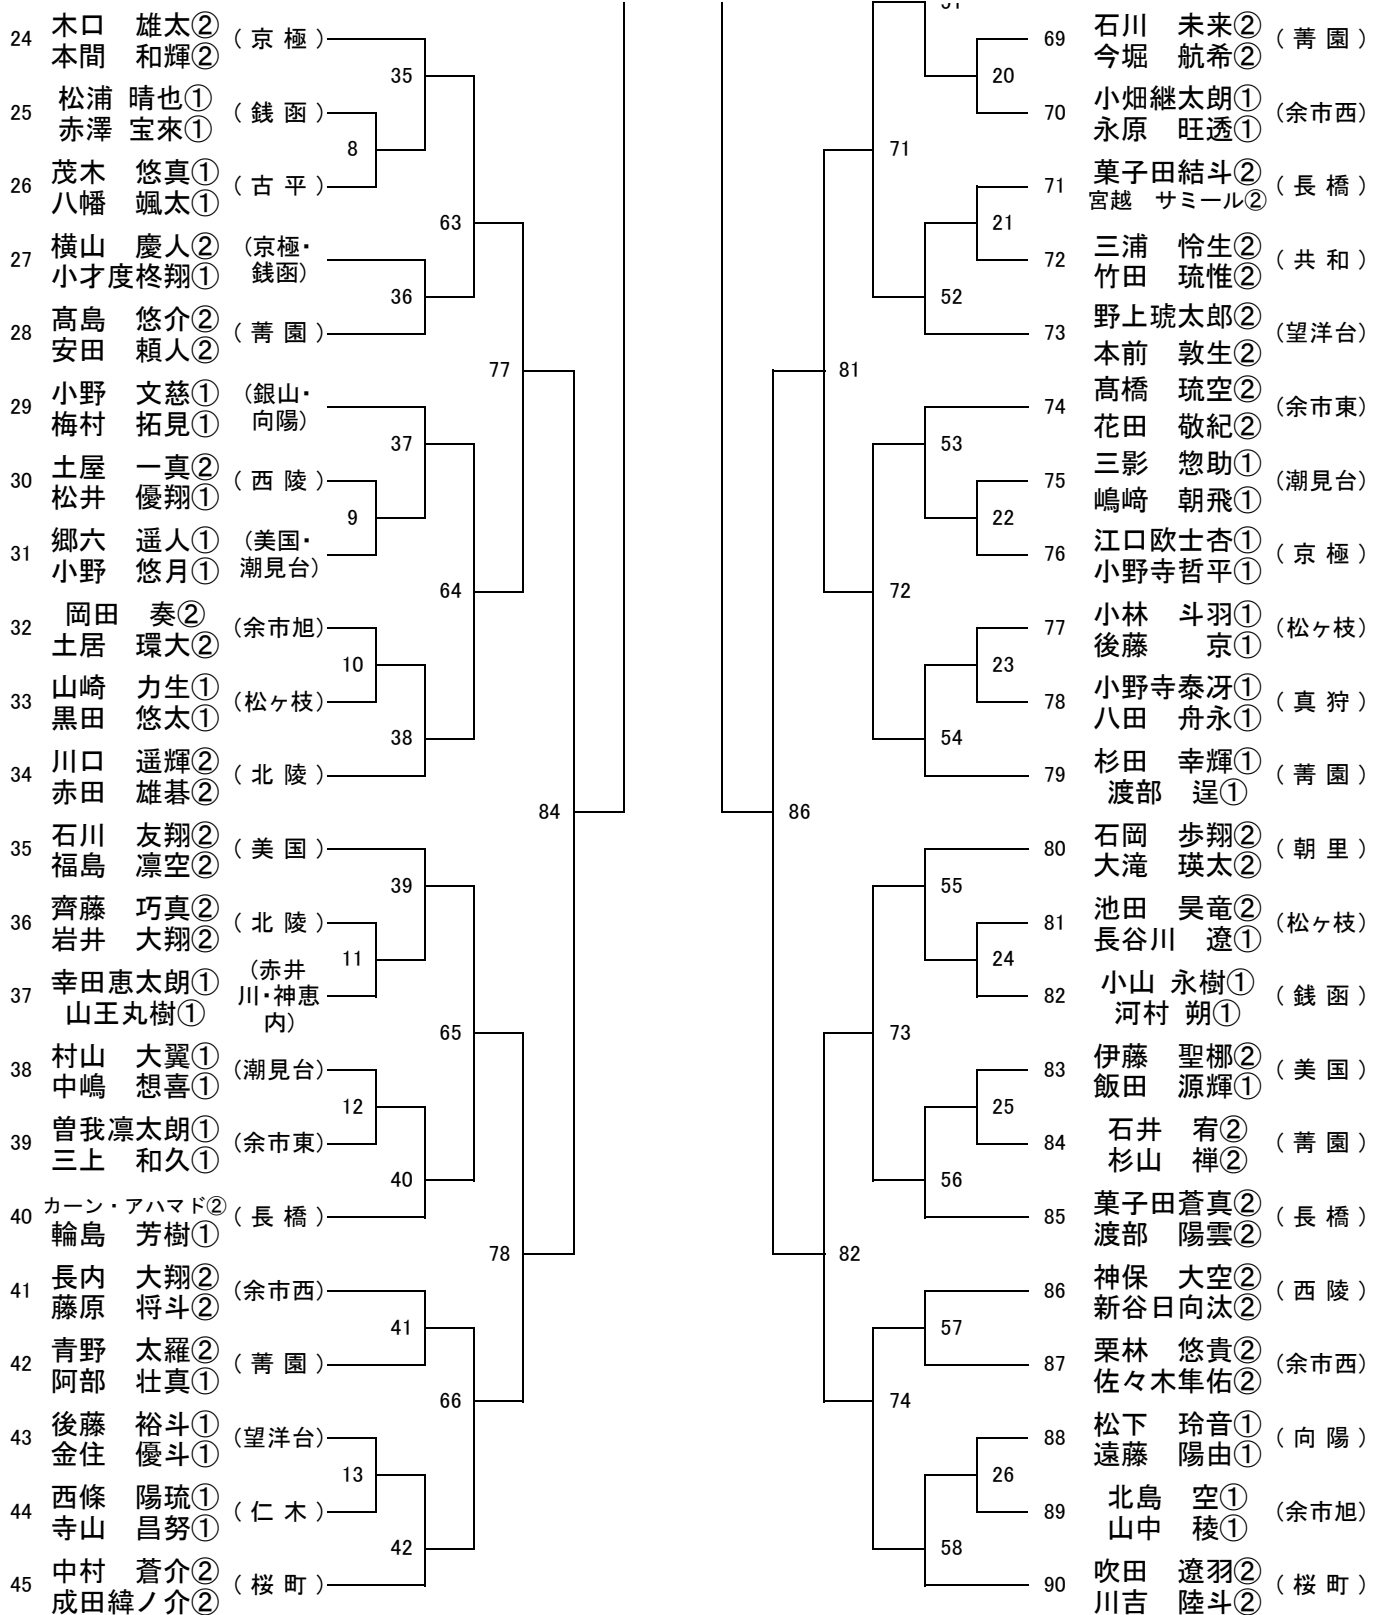 24 木口 雄太② 本間 和輝② （京極）
25 松浦 晴也① 赤澤 宝來① （銭函）
26 茂木 悠真① 八幡 颯太① （古平）
27 横山 慶人② 小才度柊翔① （京極・銭函）
28 髙島 悠介② 安田 頼人② （菁園）
29 小野 文慈① 梅村 拓見① （銀山・向陽）
30 土屋 一真② 松井 優翔① （西陵）
31 郷六 遥人① 小野 悠月① （美国・潮見台）
32 岡田 奏② 土居 環大② （余市旭）
33 山崎 力生① 黒田 悠太① （松ヶ枝）
34 川口 遥輝② 赤田 雄碁② （北陵）
35 石川 友翔② 福島 凛空② （美国）
36 齊藤 巧真② 岩井 大翔② （北陵）
37 幸田恵太朗① 山王丸樹① （赤井川・神恵内）
38 村山 大翼① 中嶋 想喜① （潮見台）
39 曽我凛太朗① 三上 和久① （余市東）
40 カーン・アハマド② 輪島 芳樹① （長橋）
41 長内 大翔② 藤原 将斗② （余市西）
42 青野 太羅② 阿部 壮真① （菁園）
43 後藤 裕斗① 金住 優斗① （望洋台）
44 西條 陽琉① 寺山 昌努① （仁木）
45 中村 蒼介② 成田緯ノ介② （桜町）
8
9
10
11
12
13
35
36
37
38
39
40
41
42
63
64
65
66
77
78
84
86
81
82
71
72
73
74
52
53
54
55
56
57
58
20
21
22
23
24
25
26
69 石川 未来② 今堀 航希② （菁園）
70 小畑継太朗① 永原 旺透① （余市西）
71 菓子田結斗② 宮越 サミール② （長橋）
72 三浦 怜生② 竹田 琉惟② （共和）
73 野上琥太郎② 本前 敦生② （望洋台）
74 髙橋 琉空② 花田 敬紀② （余市東）
75 三影 惣助① 嶋﨑 朝飛① （潮見台）
76 江口欧士杏① 小野寺哲平① （京極）
77 小林 斗羽① 後藤 京① （松ヶ枝）
78 小野寺泰冴① 八田 舟永① （真狩）
79 杉田 幸輝① 渡部 逞① （菁園）
80 石岡 歩翔② 大滝 瑛太② （朝里）
81 池田 昊竜② 長谷川 遼① （松ヶ枝）
82 小山 永樹① 河村 朔① （銭函）
83 伊藤 聖梛② 飯田 源輝① （美国）
84 石井 宥② 杉山 禅② （菁園）
85 菓子田蒼真② 渡部 陽雲② （長橋）
86 神保 大空② 新谷日向汰② （西陵）
87 栗林 悠貴② 佐々木隼佑② （余市西）
88 松下 玲音① 遠藤 陽由① （向陽）
89 北島 空① 山中 稜① （余市旭）
90 吹田 遼羽② 川吉 陸斗② （桜町）